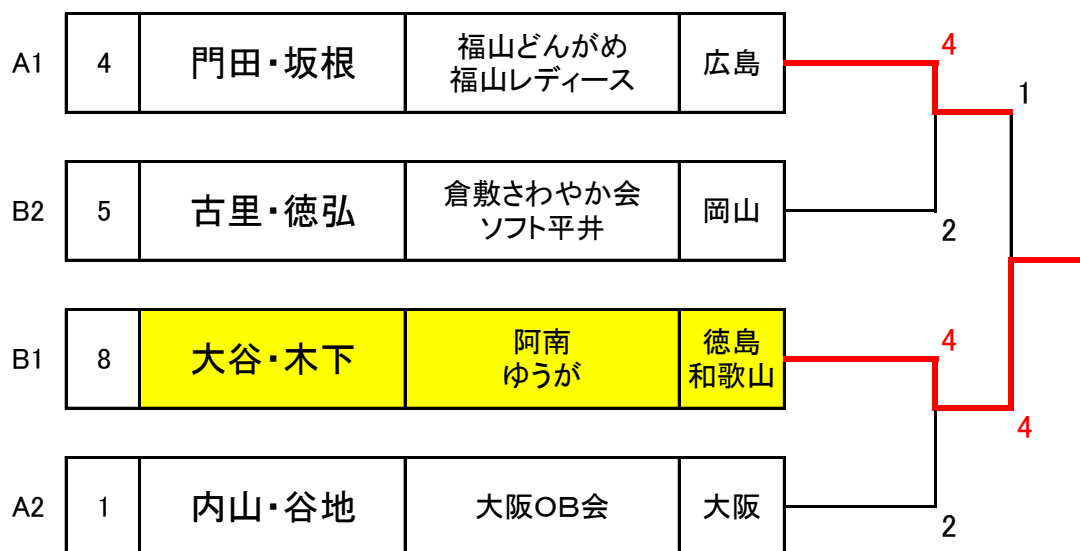 A1 4 門田・坂根 福山どんがめ 広島 4
福山レディース
1
B2 5 古里・徳弘 倉敷さわやか会 岡山
ソフト平井
2
B1 8 大谷・木下 阿南 徳島 4
ゆうが 和歌山
4
A2 1 内山・谷地 大阪OB会 大阪
2